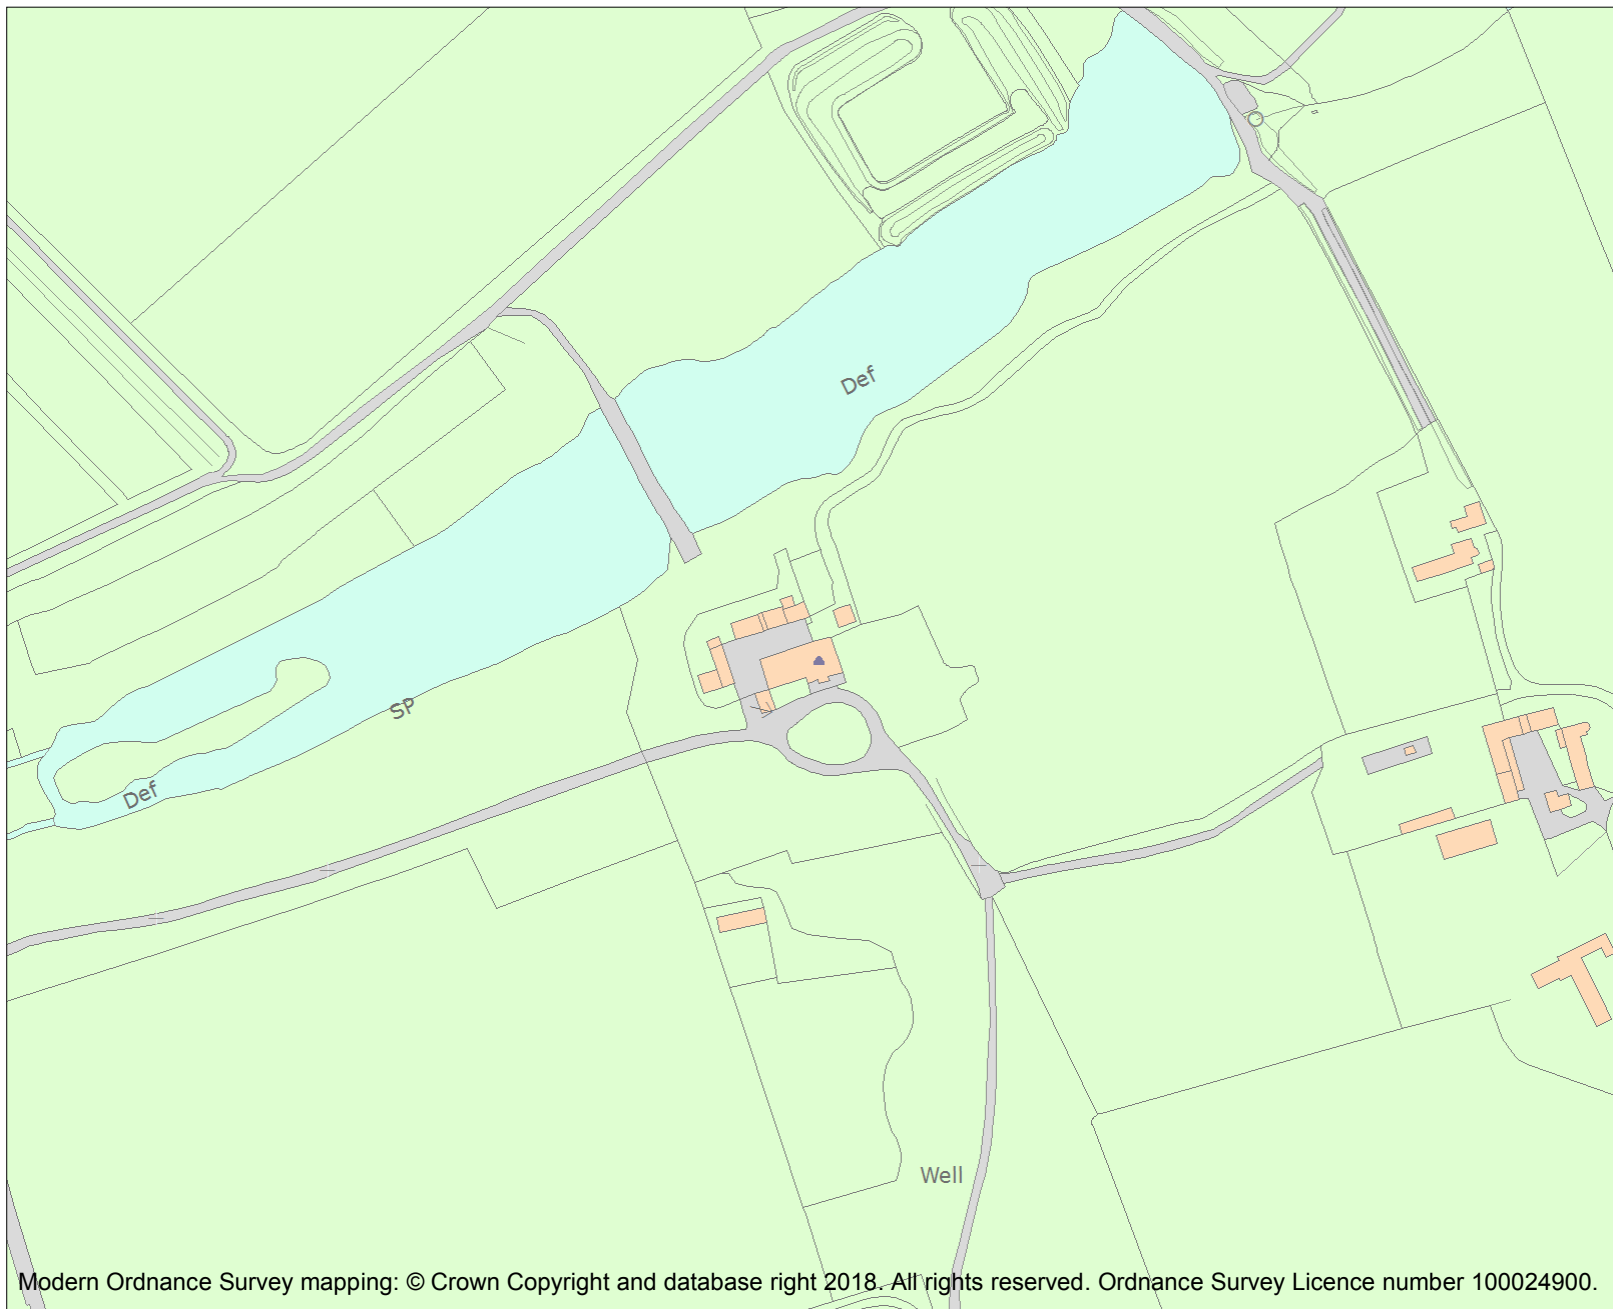 Def
SP
Def
Well
Modern Ordnance Survey mapping: © Crown Copyright and database right 2018. All rights reserved. Ordnance Survey Licence number 100024900.